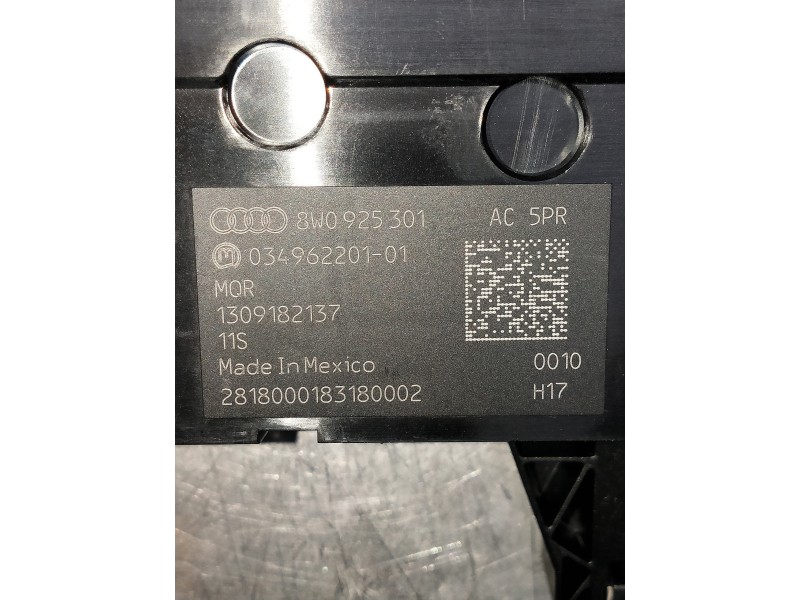 8W0 925 301 AC 5PR
034962201-01
MQR
1309182137
11S
Made In Mexico 0010
2818000183180002 H17